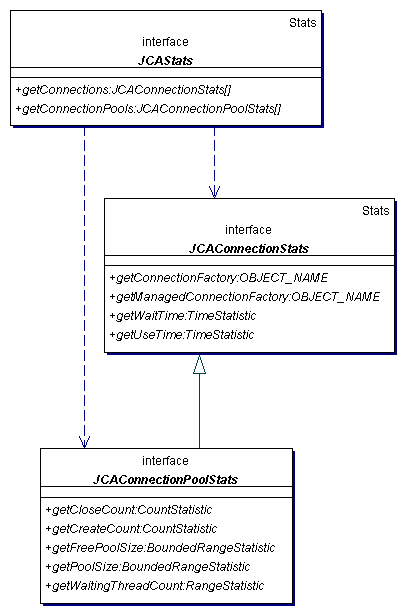 Stats
interface
JCAStats
+getConnections:JCAConnectionStats[]
+getConnectionPools:JCAConnectionPoolStats[]
Stats
interface
JCAConnectionStats
+getConnectionFactory:OBJECT_NAME
+getManagedConnectionFactory:OBJECT_NAME
+getWaitTime:TimeStatistic
+getUseTime:TimeStatistic
interface
JCAConnectionPoolStats
+getCloseCount:CountStatistic
+getCreateCount:CountStatistic
+getFreePoolSize:BoundedRangeStatistic
+getPoolSize:BoundedRangeStatistic
+getWaitingThreadCount:RangeStatistic